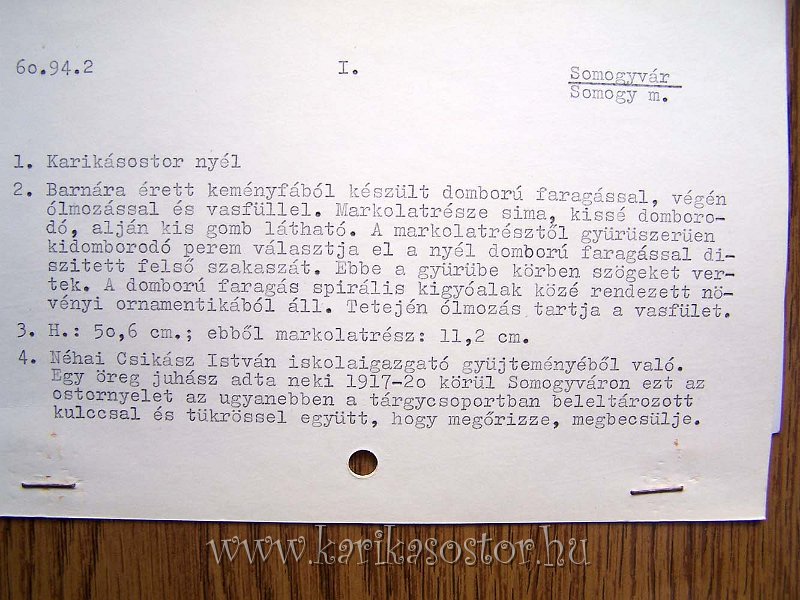 6o.94.2 I. Somogyvár
Somogy m.
1. Karikásostor nyél
2. Barnára érett keményfából készült domború faragással, végén
ólmozással és vasfüllel. Markolatrésze sima, kissé domboro-
dó, alján kis gomb látható. A markolatrésztől gyürüszerüen
kidomborodó perem választja el a nyél domború faragással di-
szitett felső szakaszát. Ebbe a gyürübe körben szögeket ver-
tek. A domború faragás spirális kigyóalak közé rendezett nö-
vényi ornamentikából áll. Tetején ólmozás tartja a vasfület.
3. H.: 5o,6 cm.; ebből markolatrész: 11,2 cm.
4. Néhai Csikász István iskolaigazgató gyüjteményéből való.
Egy öreg juhász adta neki 1917-2o körül Somogyváron ezt az
ostornyelet az ugyanebben a tárgycsoportban beleltározott
kulccsal és tükrössel együtt, hogy megőrizze, megbecsülje.
www.karikasostor.hu